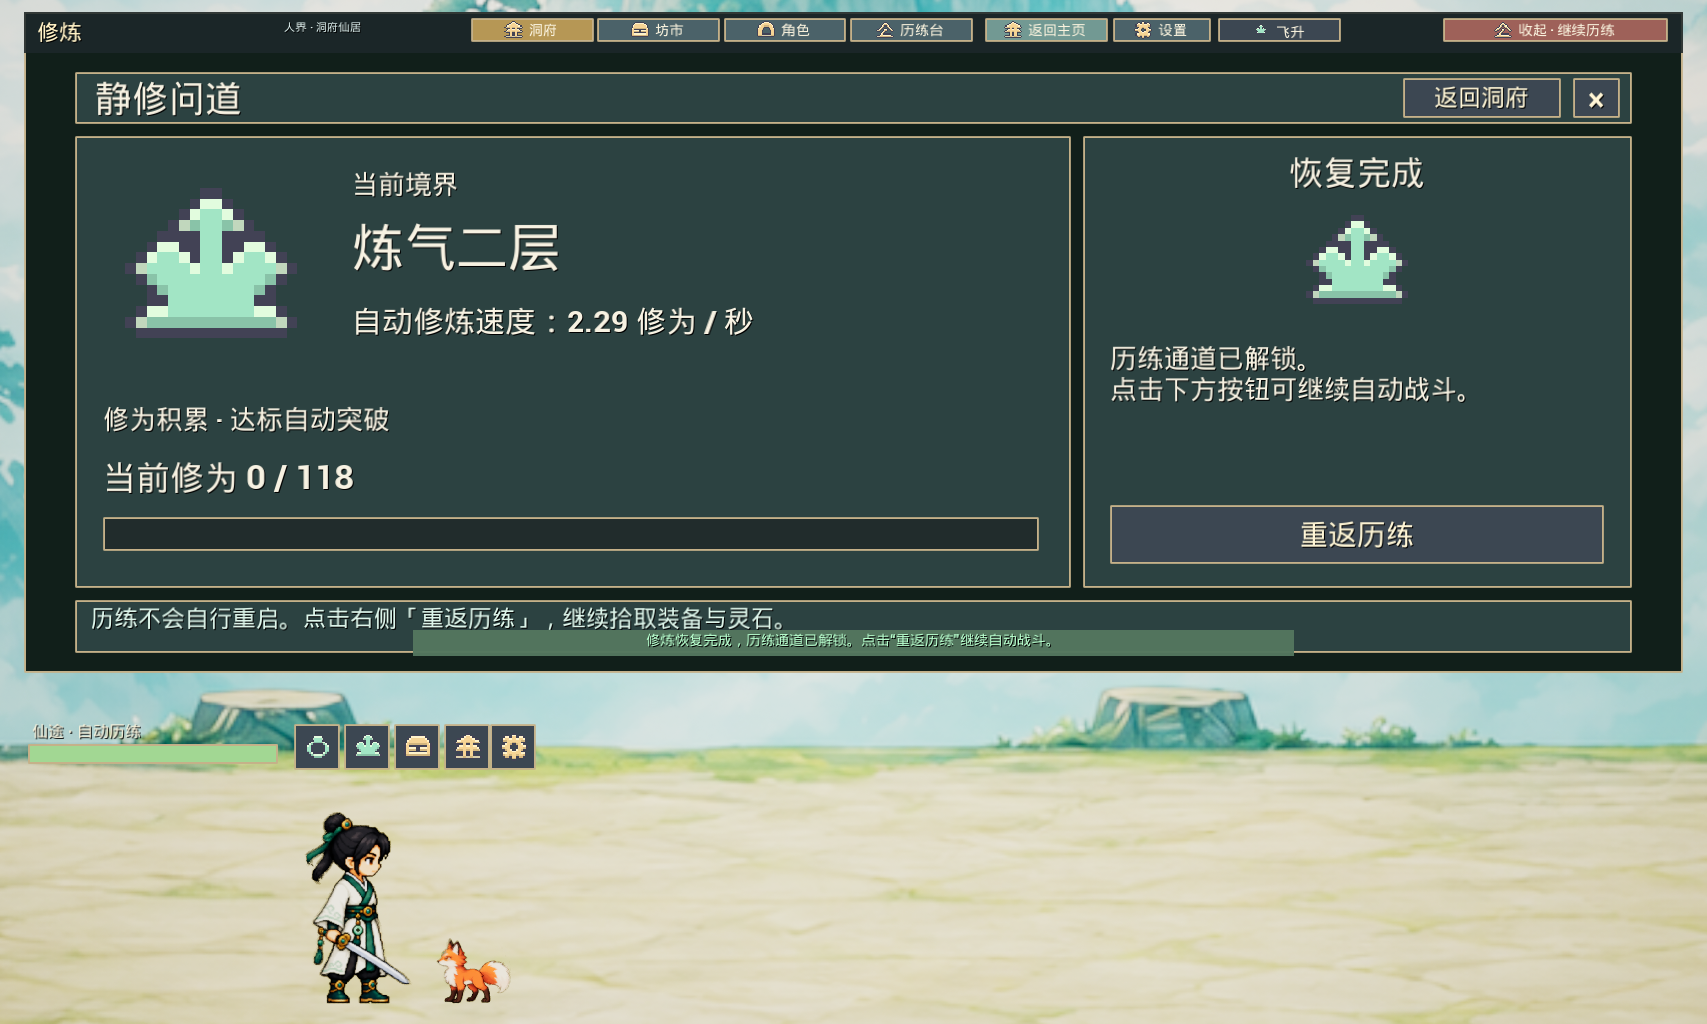 修炼
人界 · 洞府仙居
洞府
坊市
角色
历练台
返回主页
设置
飞升
收起 · 继续历练
静修问道
返回洞府
×
当前境界
炼气二层
自动修炼速度：2.29 修为 / 秒
修为积累 - 达标自动突破
当前修为 0 / 118
恢复完成
历练通道已解锁。
点击下方按钮可继续自动战斗。
重返历练
历练不会自行重启。点击右侧「重返历练」，继续拾取装备与灵石。
修炼恢复完成，历练通道已解锁。点击“重返历练”继续自动战斗。
仙途 · 自动历练